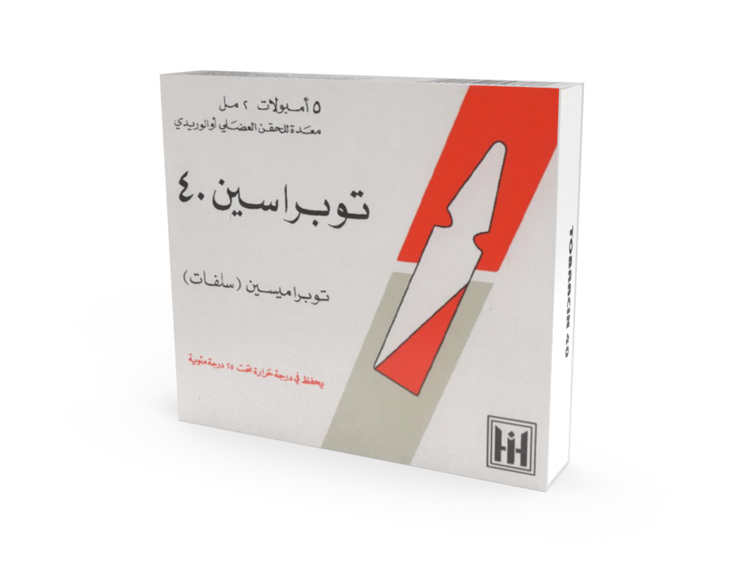 ٥ أمبولات ٢ مل
معدة للحقن العضلي أو الوريدي
توبراسين ٤٠
توبراميسين (سلفات)
يحفظ في درجة حرارة تحت ٢٥ درجة مئوية
TOBRACIN 40